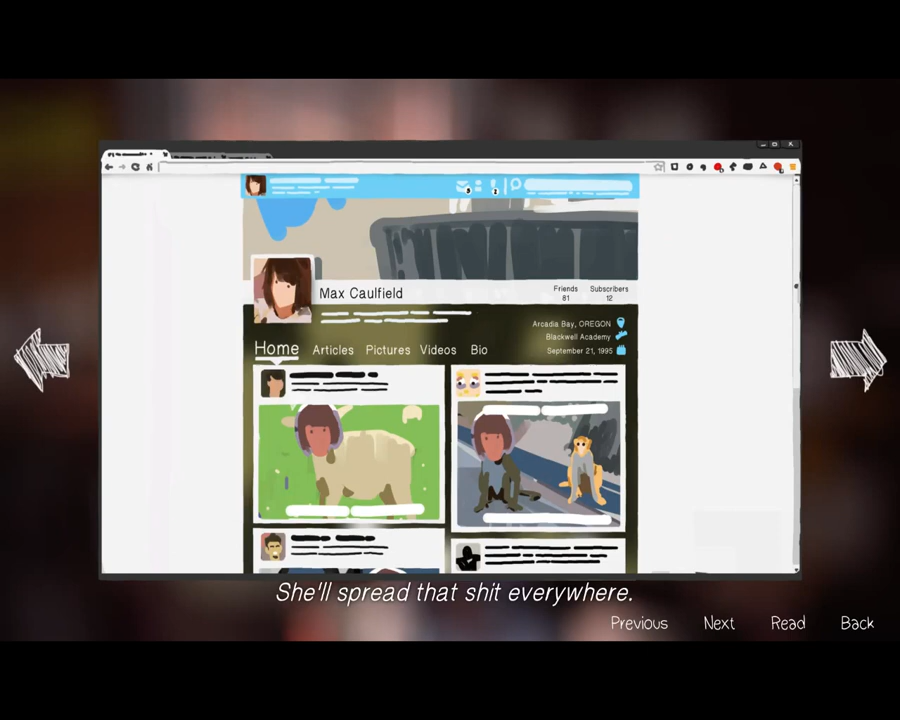 Max Caulfield
Friends
81
Subscribers
12
Arcadia Bay, OREGON
Blackwell Academy
September 21, 1995
Home Articles Pictures Videos Bio
She'll spread that shit everywhere.
Previous Next Read Back